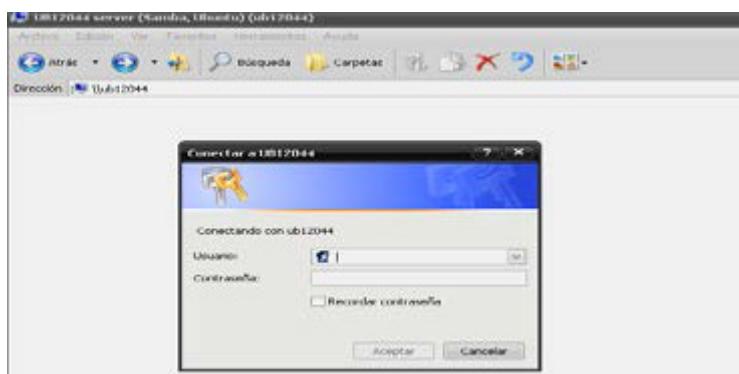 UB12044 server (Samba, Ubuntu) (ub12044)
Archivo Edición Ver Favoritos Herramientas Ayuda
Atrás Búsqueda Carpetas
Dirección \\ub12044
Conectar a UB12044
Conectando con ub12044
Usuario:
Contraseña:
Recordar contraseña
Aceptar Cancelar